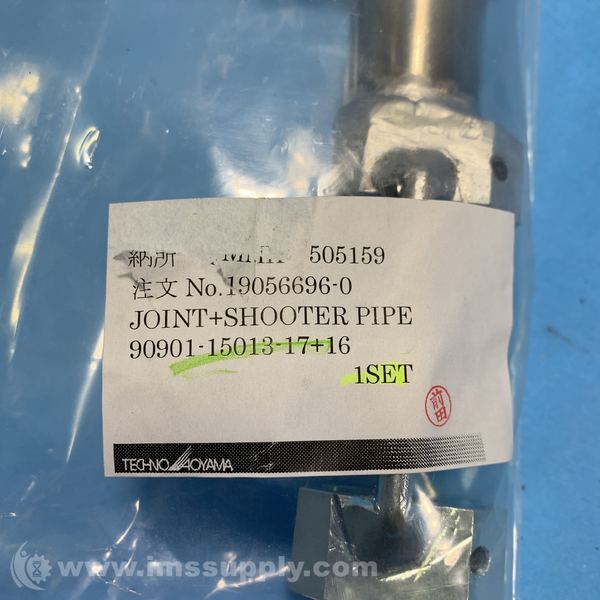 納所 505159
注文 No.19056696-0
JOINT+SHOOTER PIPE
90901-15013-17+16
1SET
前田
TECHNO AOYAMA
www.imssupply.com